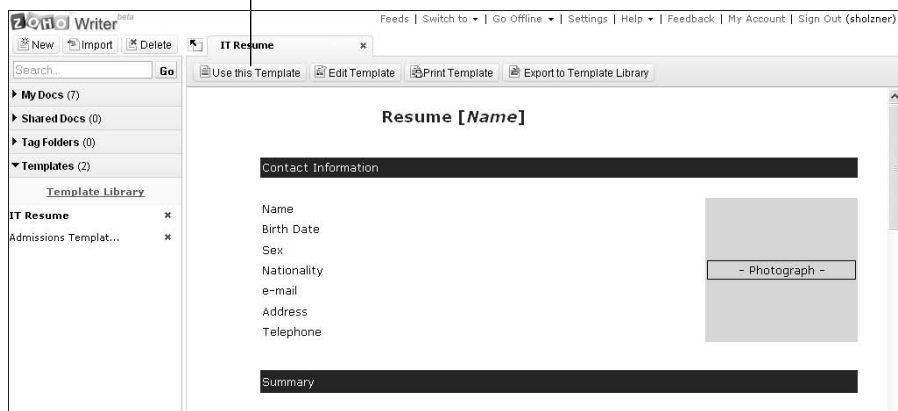 ZOHO Writer beta
Feeds | Switch to | Go Offline | Settings | Help | Feedback | My Account | Sign Out (sholzner)
New Import Delete
IT Resume ×
Search... Go
Use this Template Edit Template Print Template Export to Template Library
My Docs (7)
Shared Docs (0)
Tag Folders (0)
Templates (2)
Template Library
IT Resume ×
Admissions Templat... ×
Resume [Name]
Contact Information
Name
Birth Date
Sex
Nationality
e-mail
Address
Telephone
- Photograph -
Summary